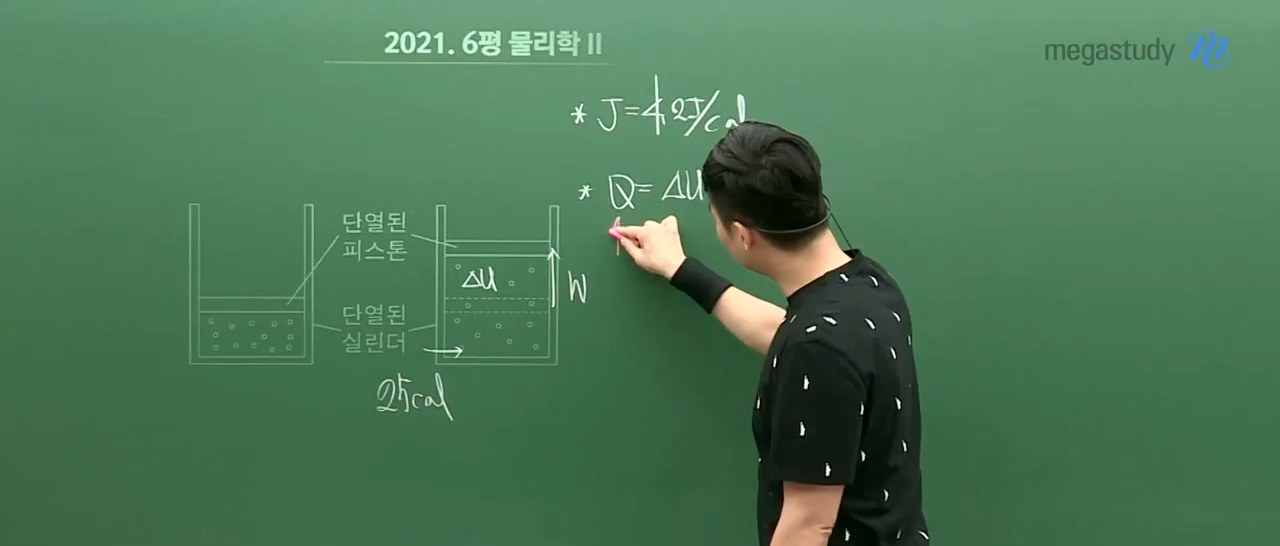 2021. 6평 물리학 II
megastudy
* J=4.2J/cal
* Q= ΔU
단열된
피스톤
ΔU
W
단열된
실린더
25cal